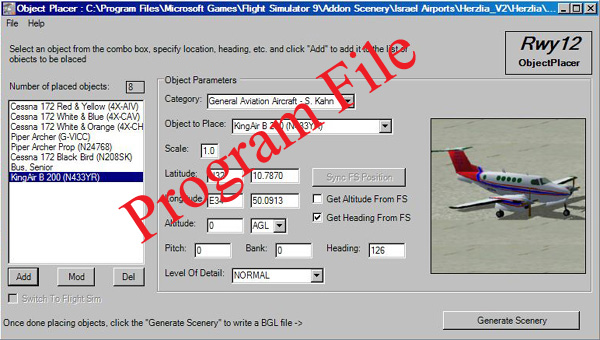 Object Placer : C:\Program Files\Microsoft Games\Flight Simulator 9\Addon Scenery\Israel Airports\Herzlia_V2\Herzlia\...
File Help
Select an object from the combo box, specify location, heading, etc. and click "Add" to add it to the list of
objects to be placed
Rwy12
ObjectPlacer
Number of placed objects: 8
Cessna 172 Red & Yellow (4X-AIV)
Cessna 172 White & Blue (4X-CAV)
Cessna 172 White & Orange (4X-CH
Piper Archer (G-VICC)
Piper Archer Prop (N24768)
Cessna 172 Black Bird (N208SK)
Bus, Senior
KingAir B 200 (N433YR)
Add Mod Del
Switch To Flight Sim
Object Parameters
Category: General Aviation Aircraft - S. Kahn
Object to Place: KingAir B 200 (N433YR)
Scale: 1.0
Latitude: N32 10.7870 Sync FS Position
Longitude: E34 50.0913 Get Altitude From FS
Altitude: 0 AGL Get Heading From FS
Pitch: 0 Bank: 0 Heading: 126
Level Of Detail: NORMAL
Program File
Once done placing objects, click the "Generate Scenery" to write a BGL file ->
Generate Scenery